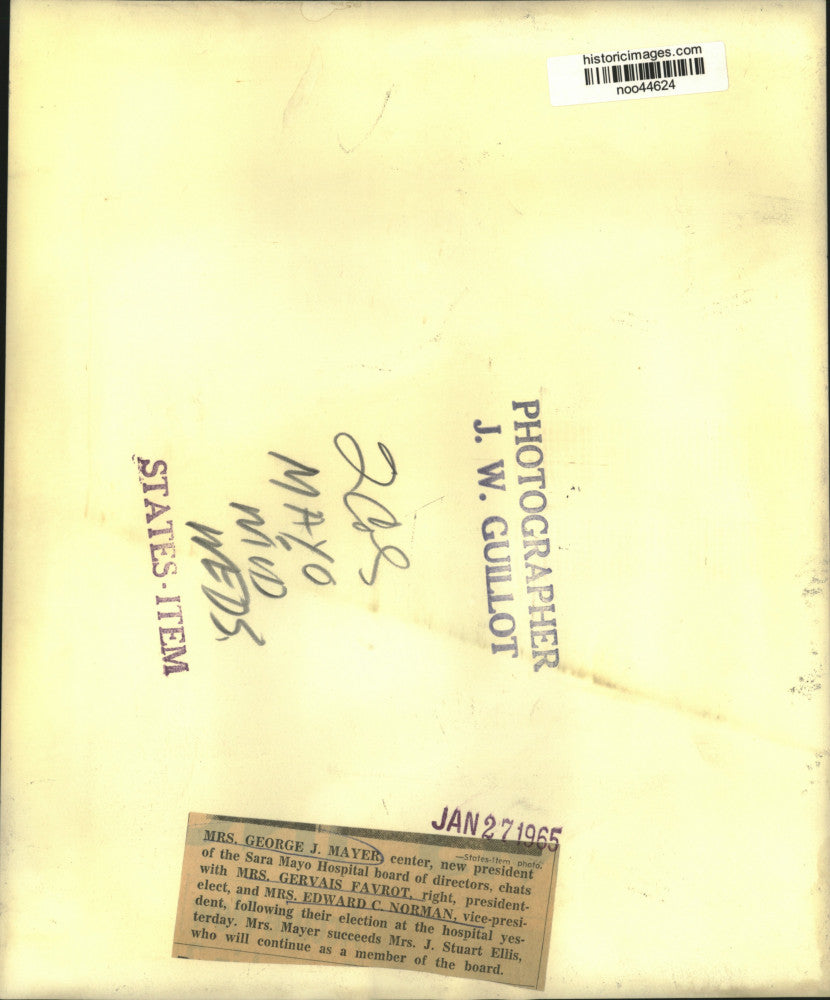 historicimages.com
noo44624
PHOTOGRAPHER
J. W. GUILLOT
MAYO
MUD
WEDS
STATES-ITEM
JAN 27 1965
—States-Item photo.
MRS. GEORGE J. MAYER, center, new president
of the Sara Mayo Hospital board of directors, chats
with MRS. GERVAIS FAVROT, right, president-
elect, and MRS. EDWARD C. NORMAN, vice-presi-
dent, following their election at the hospital yes-
terday. Mrs. Mayer succeeds Mrs. J. Stuart Ellis,
who will continue as a member of the board.